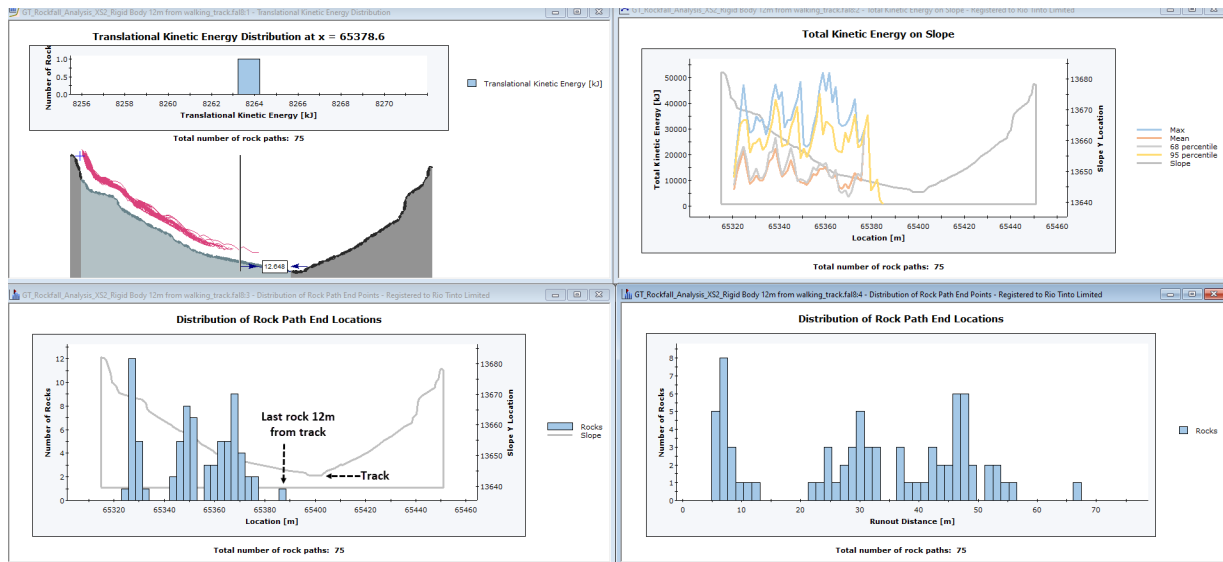 GT_Rockfall_Analysis_XS2_Rigid Body 12m from walking_track.fal8:1 - Translational Kinetic Energy Distribution
Translational Kinetic Energy Distribution at x = 65378.6
Number of Rocks
1.0
0.5
0.0
8256 8258 8260 8262 8264 8266 8268 8270
Translational Kinetic Energy [kJ]
Translational Kinetic Energy [kJ]
Total number of rock paths: 75
12.648
GT_Rockfall_Analysis_XS2_Rigid Body 12m from walking_track.fal8:2 - Total Kinetic Energy on Slope - Registered to Rio Tinto Limited
Total Kinetic Energy on Slope
Total Kinetic Energy [kJ]
50000
40000
30000
20000
10000
0
65320 65340 65360 65380 65400 65420 65440 65460
Location [m]
13680
13670
13660
13650
13640
Slope Y Location
Max
Mean
68 percentile
95 percentile
Slope
Total number of rock paths: 75
GT_Rockfall_Analysis_XS2_Rigid Body 12m from walking_track.fal8:3 - Distribution of Rock Path End Points - Registered to Rio Tinto Limited
Distribution of Rock Path End Locations
Number of Rocks
12
10
8
6
4
2
0
65320 65340 65360 65380 65400 65420 65440 65460
Location [m]
13680
13670
13660
13650
13640
Slope Y Location
Last rock 12m
from track
Track
Rocks
Slope
Total number of rock paths: 75
GT_Rockfall_Analysis_XS2_Rigid Body 12m from walking_track.fal8:4 - Distribution of Rock Path End Points - Registered to Rio Tinto Limited
Distribution of Rock Path End Locations
Number of Rocks
8
7
6
5
4
3
2
1
0
0 10 20 30 40 50 60 70
Runout Distance [m]
Rocks
Total number of rock paths: 75